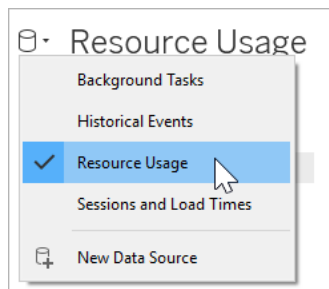 Resource Usage
Background Tasks
Historical Events
Resource Usage
Sessions and Load Times
New Data Source